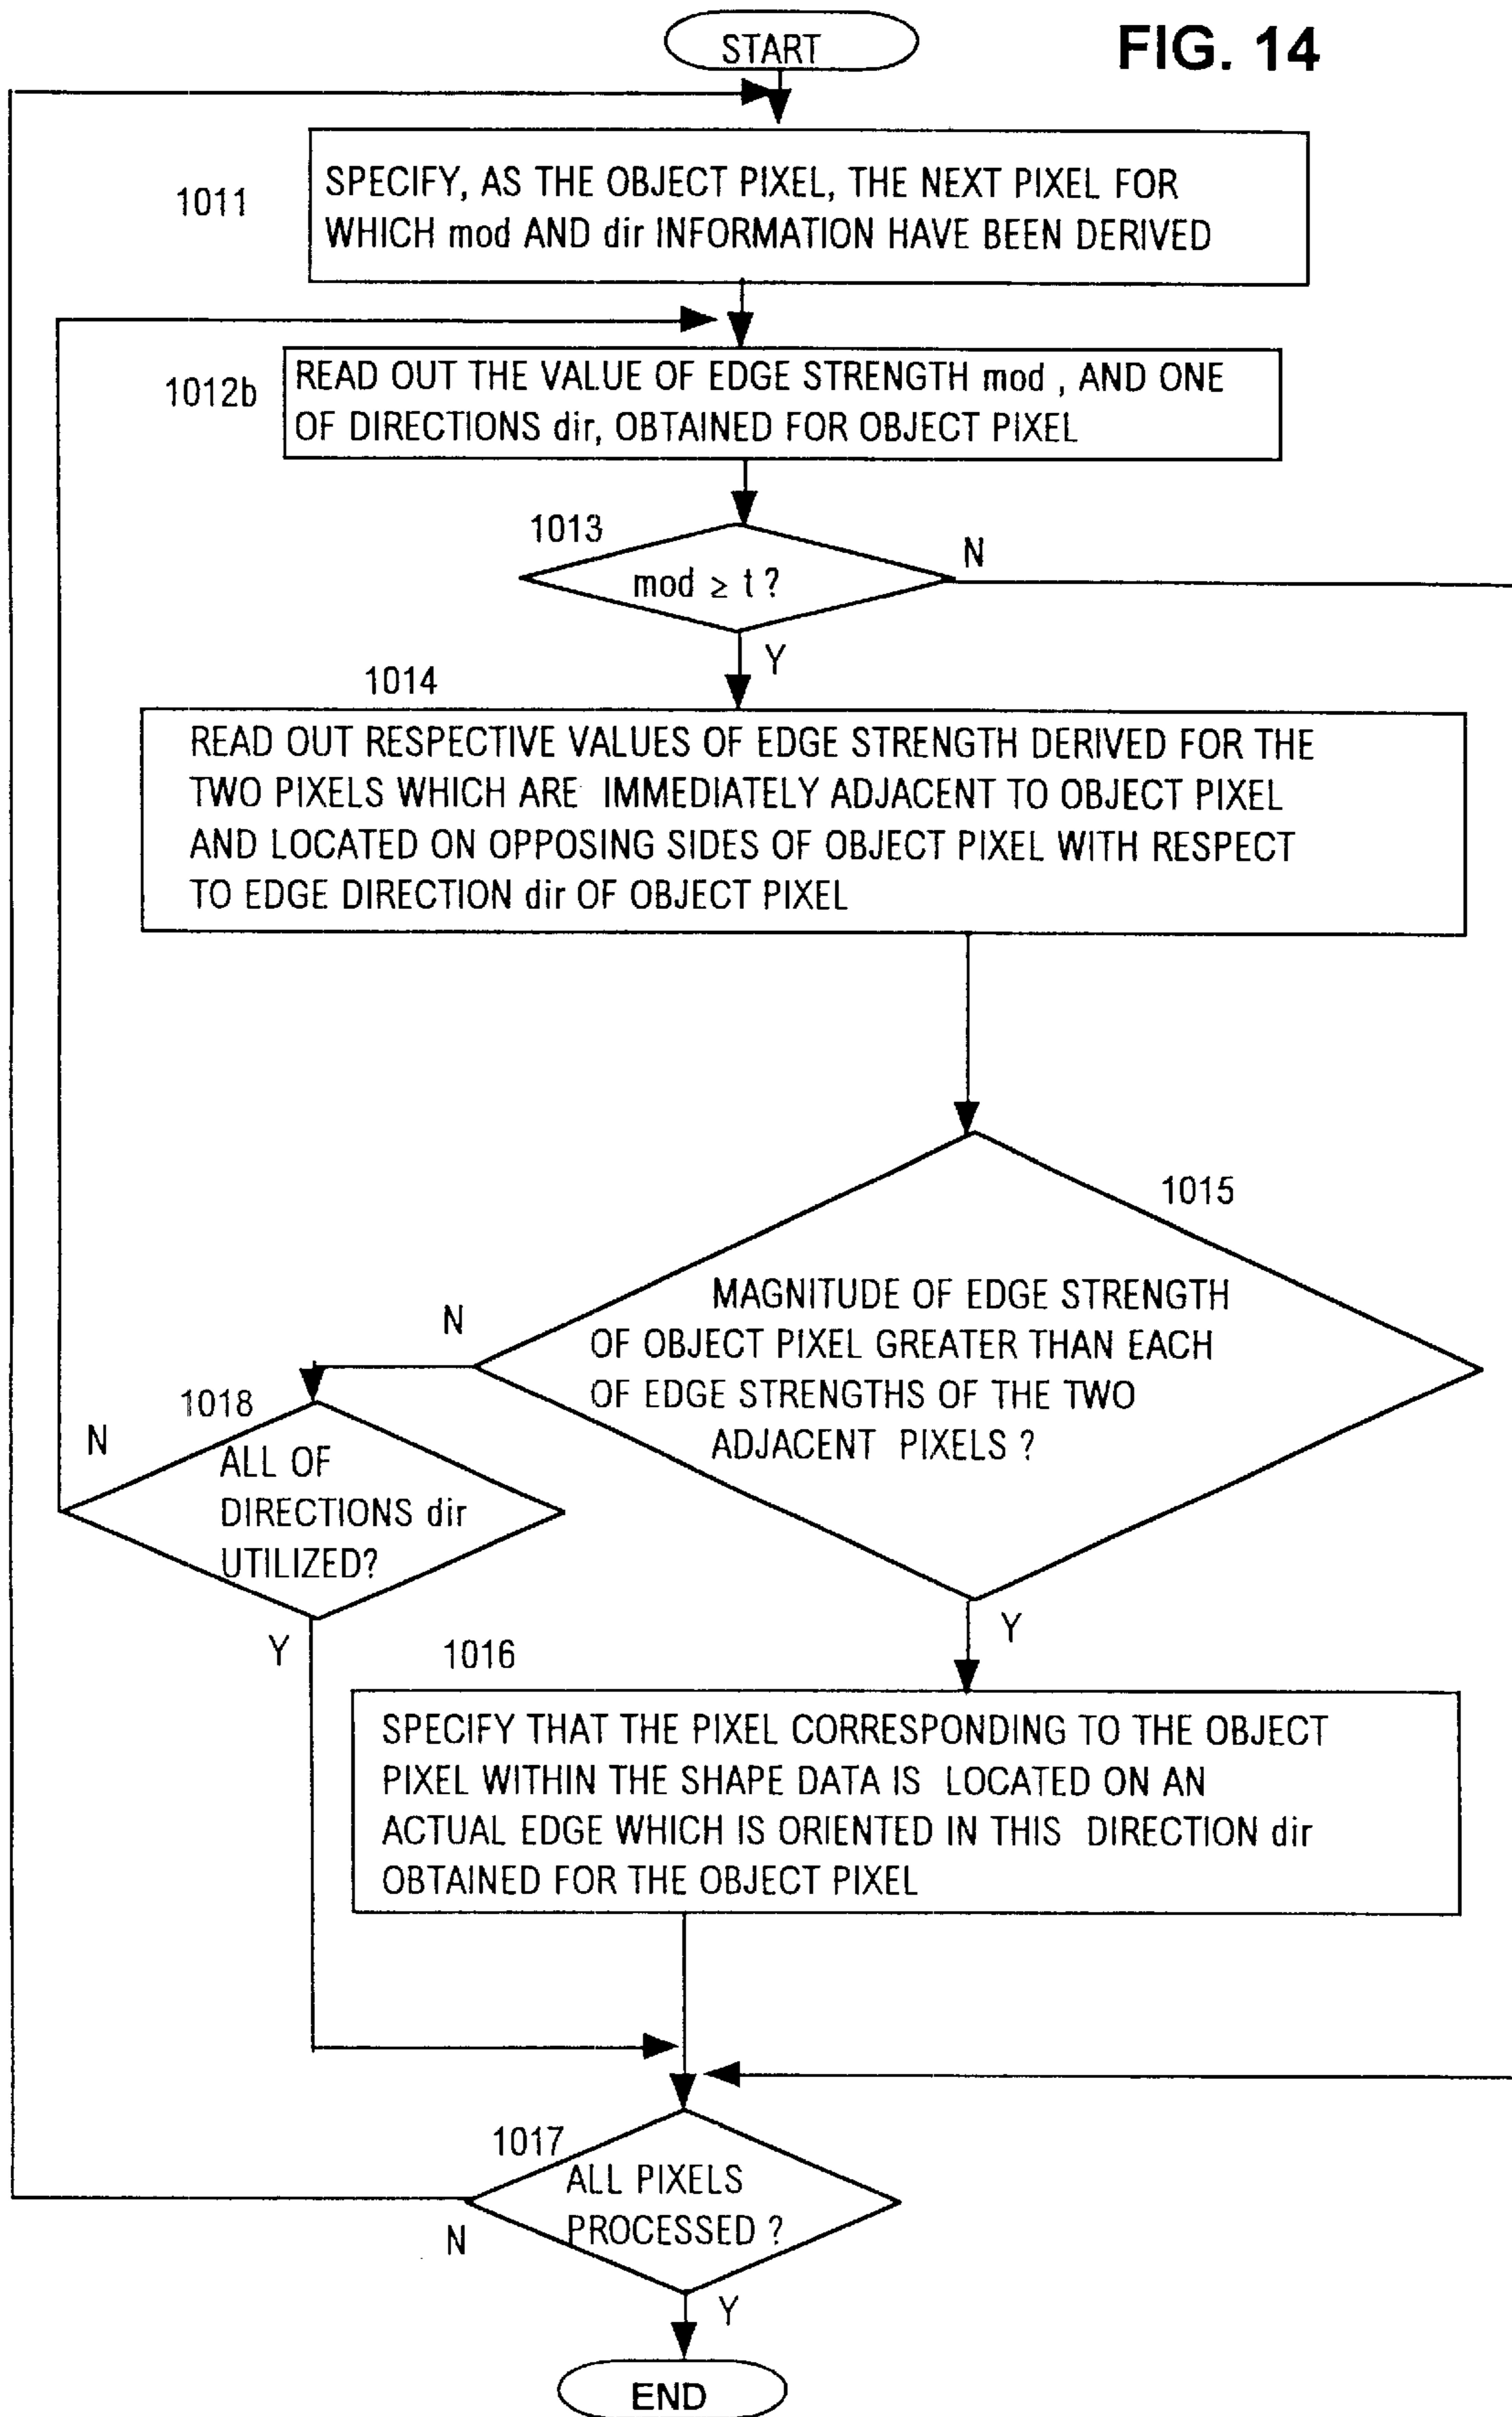 FIG. 14
START
1011
SPECIFY, AS THE OBJECT PIXEL, THE NEXT PIXEL FOR
WHICH mod AND dir INFORMATION HAVE BEEN DERIVED
1012b
READ OUT THE VALUE OF EDGE STRENGTH mod , AND ONE
OF DIRECTIONS dir, OBTAINED FOR OBJECT PIXEL
1013
mod ≥ t ?
N
Y
1014
READ OUT RESPECTIVE VALUES OF EDGE STRENGTH DERIVED FOR THE
TWO PIXELS WHICH ARE IMMEDIATELY ADJACENT TO OBJECT PIXEL
AND LOCATED ON OPPOSING SIDES OF OBJECT PIXEL WITH RESPECT
TO EDGE DIRECTION dir OF OBJECT PIXEL
1015
MAGNITUDE OF EDGE STRENGTH
OF OBJECT PIXEL GREATER THAN EACH
OF EDGE STRENGTHS OF THE TWO
ADJACENT PIXELS ?
N
1018
N
ALL OF
DIRECTIONS dir
UTILIZED?
Y
Y
1016
SPECIFY THAT THE PIXEL CORRESPONDING TO THE OBJECT
PIXEL WITHIN THE SHAPE DATA IS LOCATED ON AN
ACTUAL EDGE WHICH IS ORIENTED IN THIS DIRECTION dir
OBTAINED FOR THE OBJECT PIXEL
1017
ALL PIXELS
PROCESSED ?
N
Y
END